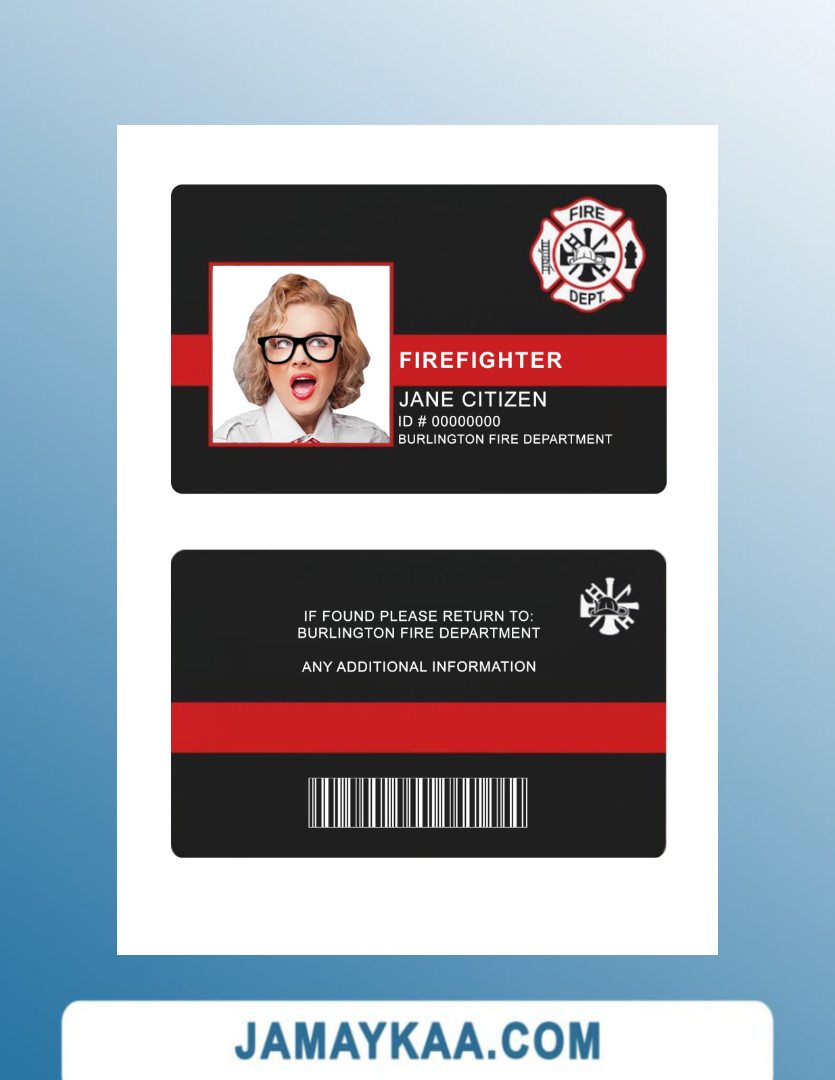 FIRE
DEPT.
FIREFIGHTER
JANE CITIZEN
ID # 00000000
BURLINGTON FIRE DEPARTMENT
IF FOUND PLEASE RETURN TO:
BURLINGTON FIRE DEPARTMENT
ANY ADDITIONAL INFORMATION
JAMAYKAA.COM